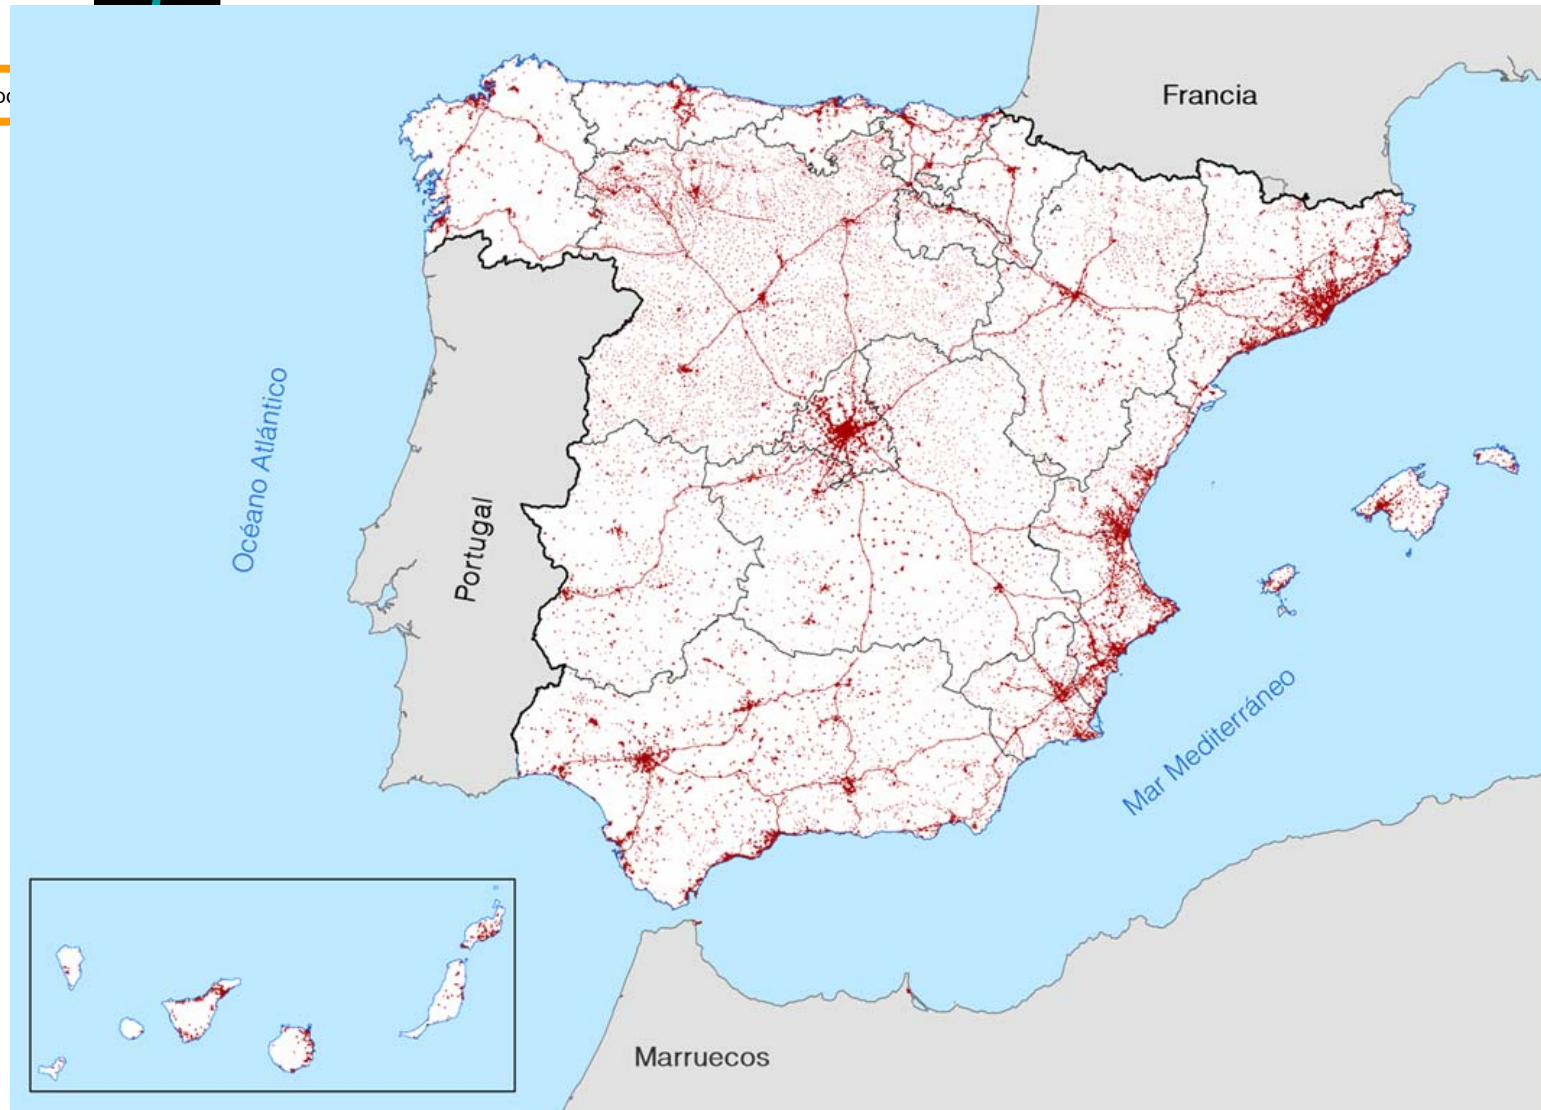 Francia
Océano Atlántico
Portugal
Mar Mediterráneo
Marruecos